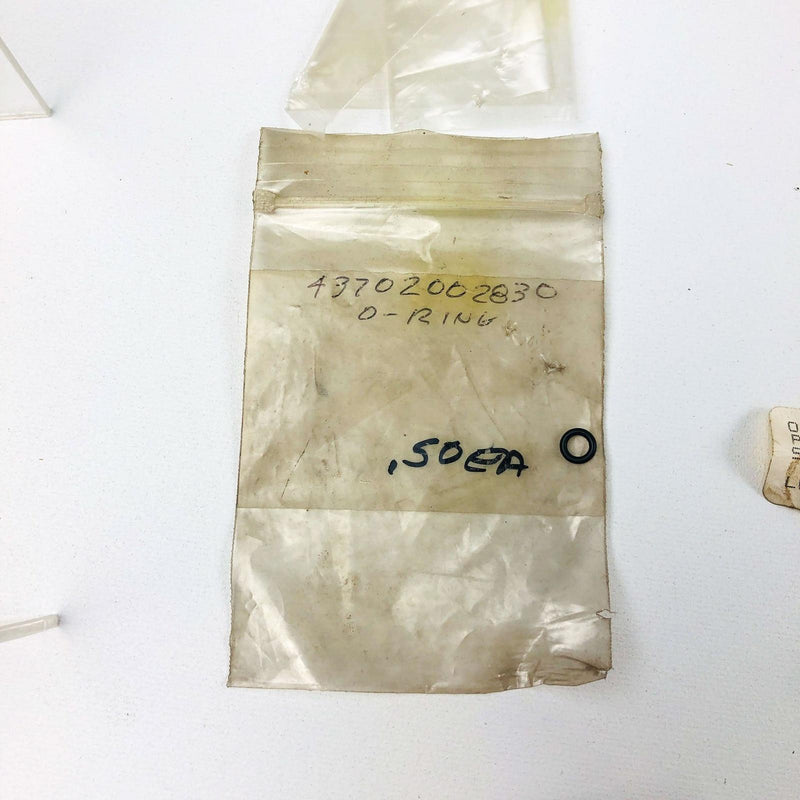 43702002830
O-RING
.50EA
O
P